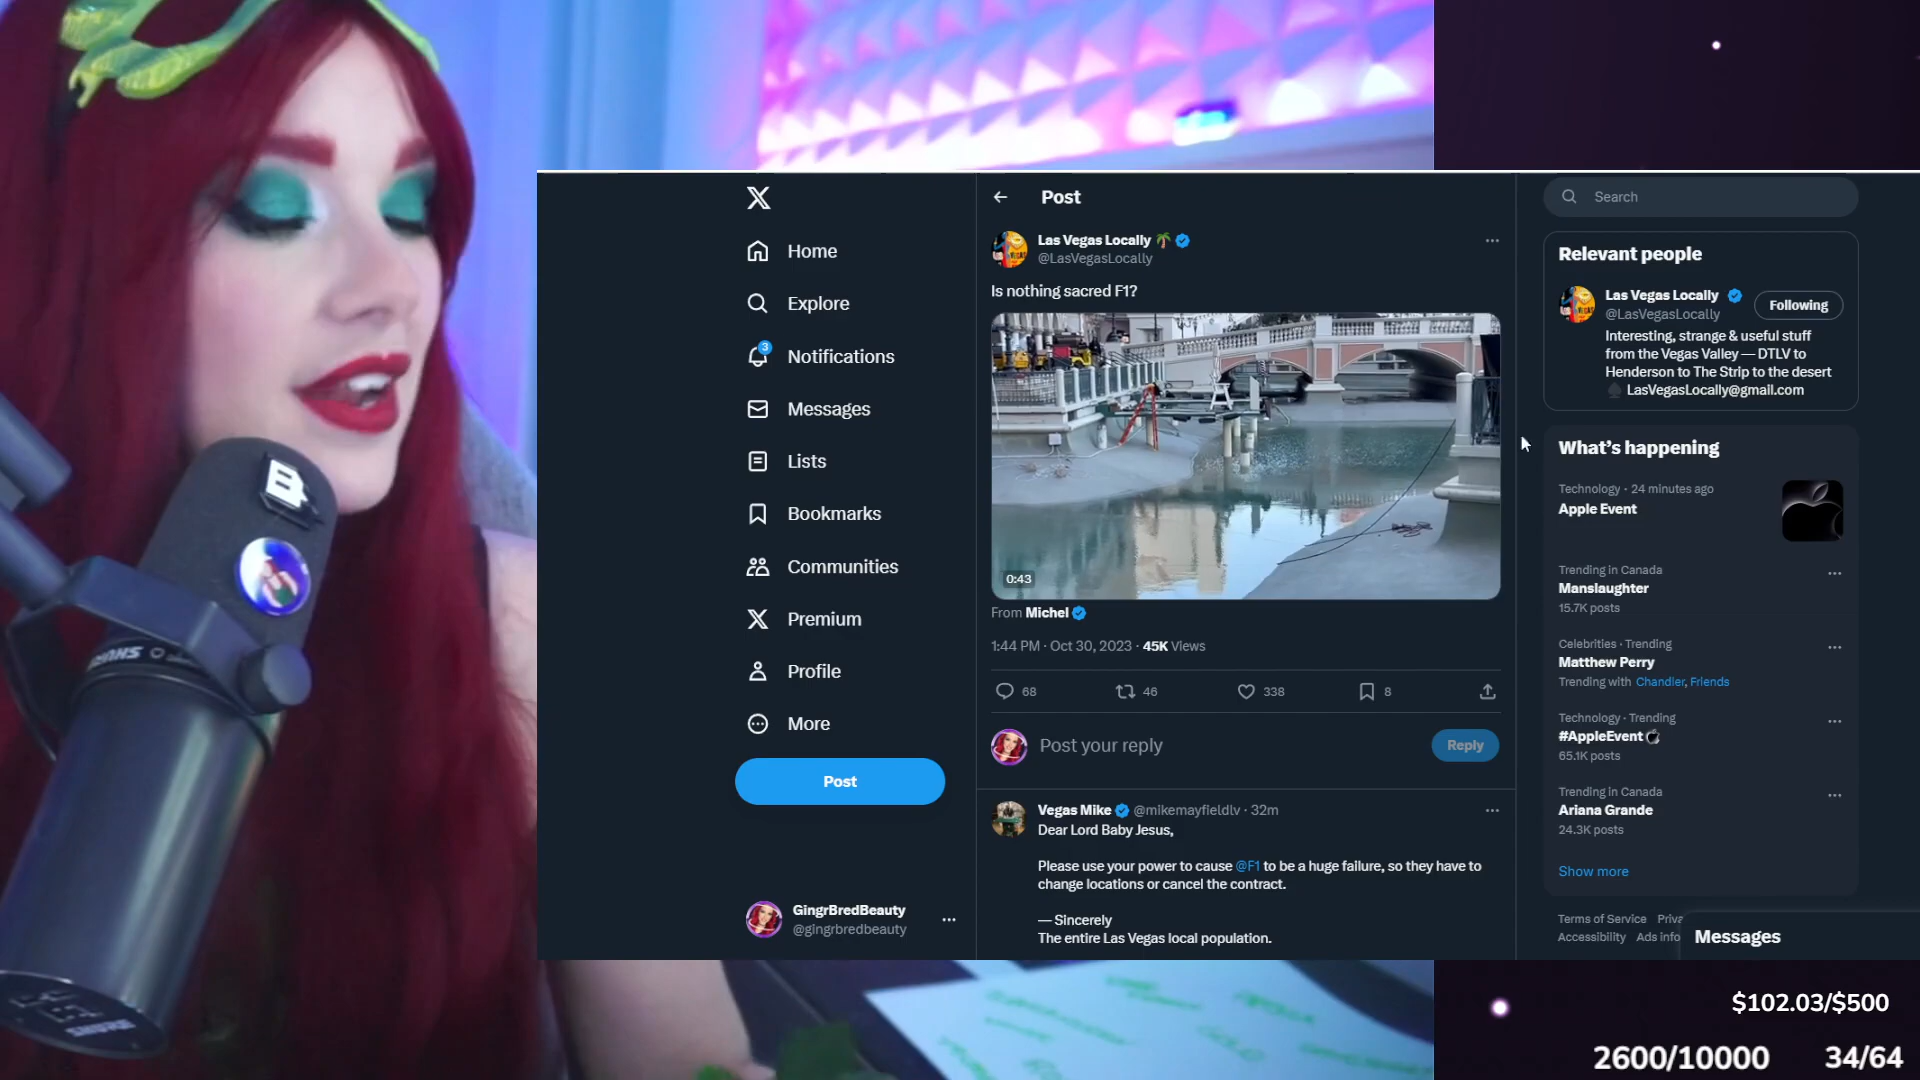 Home
Explore
3
Notifications
Messages
Lists
Bookmarks
Communities
Premium
Profile
More
Post
GingrBredBeauty
@gingrbredbeauty
Post
Las Vegas Locally
@LasVegasLocally
Is nothing sacred F1?
0:43
From Michel
1:44 PM · Oct 30, 2023 · 45K Views
68 46 338 8
Post your reply
Reply
Vegas Mike @mikemayfieldlv · 32m
Dear Lord Baby Jesus,
Please use your power to cause @F1 to be a huge failure, so they have to
change locations or cancel the contract.
— Sincerely
The entire Las Vegas local population.
Search
Relevant people
Las Vegas Locally
@LasVegasLocally
Following
Interesting, strange & useful stuff
from the Vegas Valley — DTLV to
Henderson to The Strip to the desert
LasVegasLocally@gmail.com
What's happening
Technology · 24 minutes ago
Apple Event
Trending in Canada
Manslaughter
15.7K posts
Celebrities · Trending
Matthew Perry
Trending with Chandler, Friends
Technology · Trending
#AppleEvent
65.1K posts
Trending in Canada
Ariana Grande
24.3K posts
Show more
Terms of Service Priva
Accessibility Ads info
Messages
$102.03/$500
2600/10000 34/64
SHURE